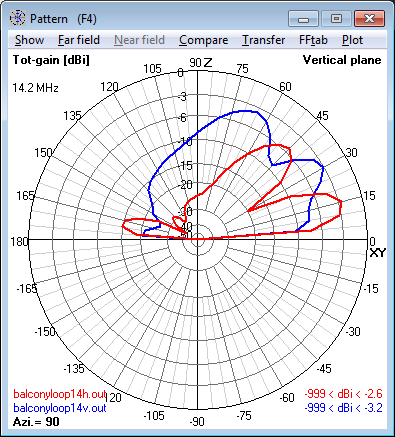 Pattern (F4)
Show Far field Near field Compare Transfer FFtab Plot
Tot-gain [dBi] Vertical plane
14.2 MHz
90 Z
105 75
120 60
135 45
150 30
165 15
180 0
XY
-165 -15
-150 -30
-135 -45
-120 -60
-105 -75
-90
0
-3
-6
-10
-15
-20
-30
-40
balconyloop14h.out -999 < dBi < -2.6
balconyloop14v.out -999 < dBi < -3.2
Azi.= 90